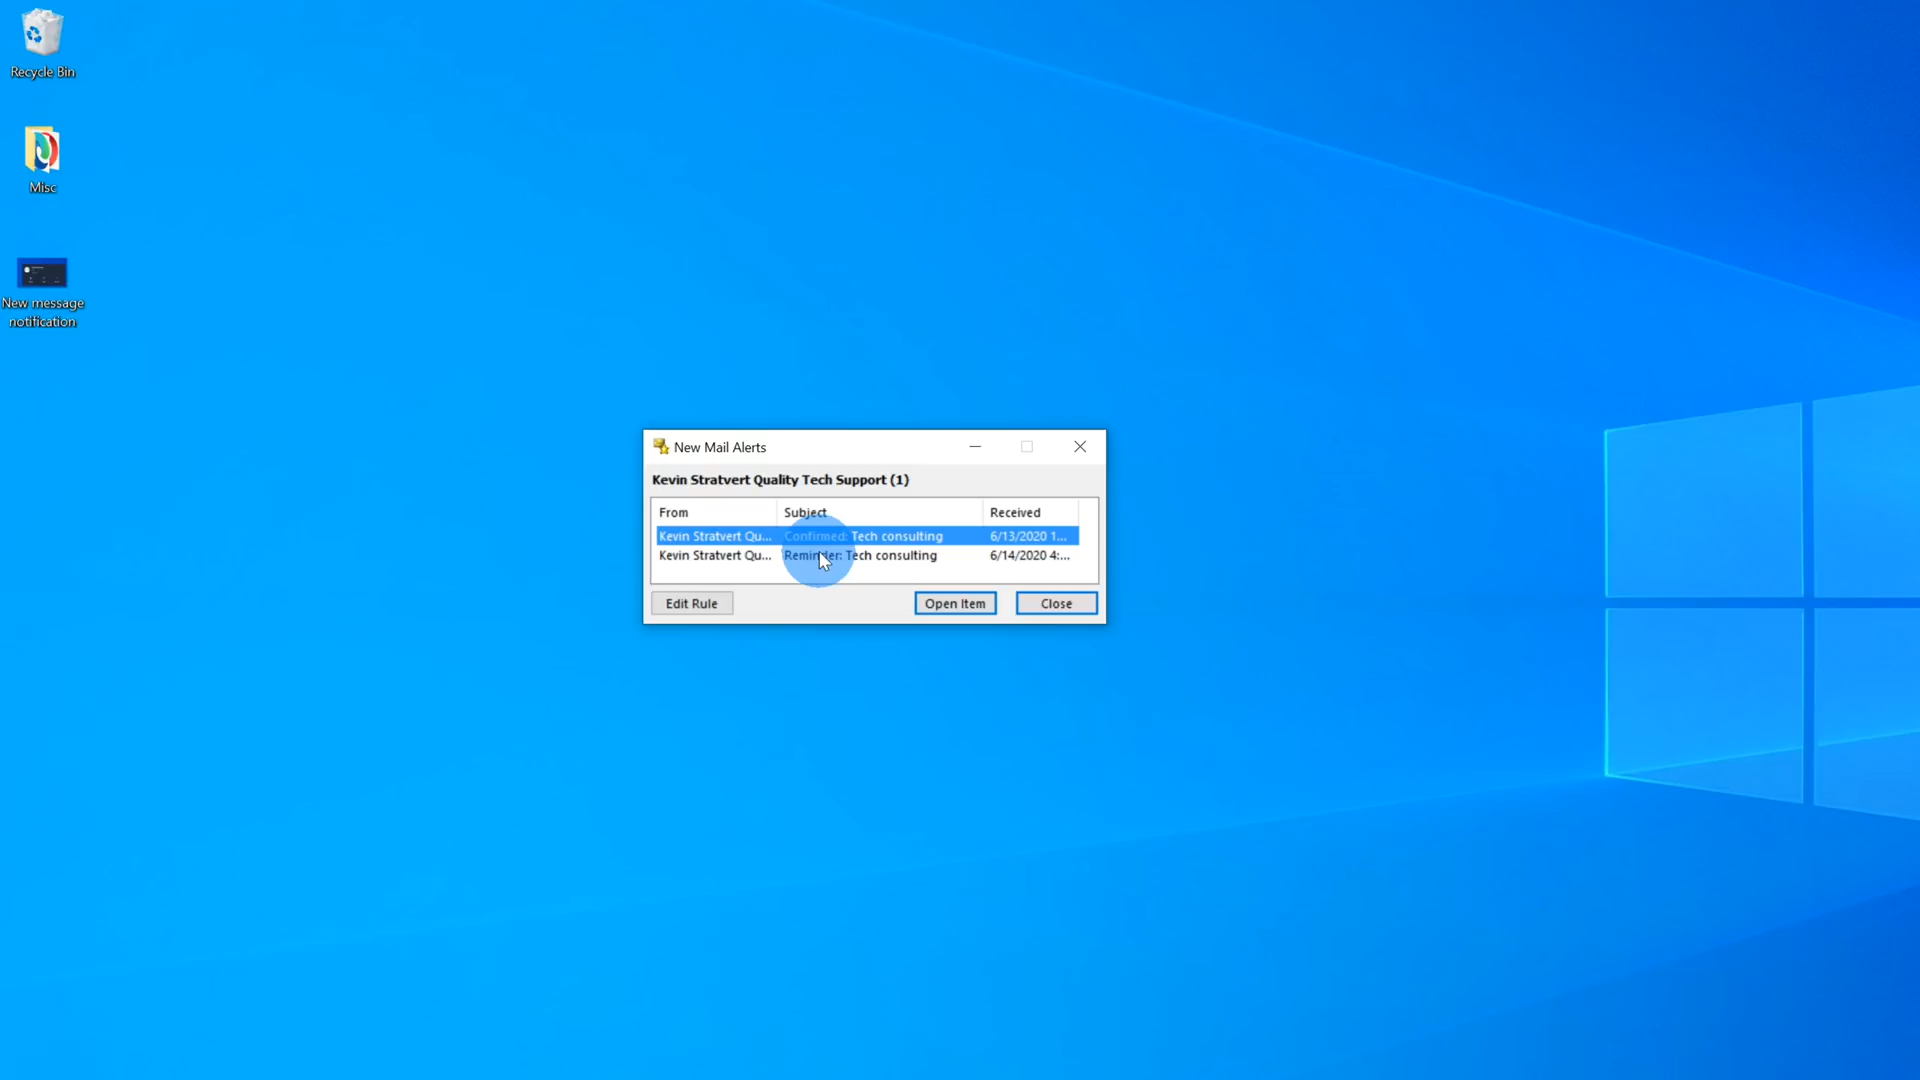 Recycle Bin
Misc
New message
notification
New Mail Alerts
Kevin Stratvert Quality Tech Support (1)
From Subject Received
Kevin Stratvert Qu... Confirmed: Tech consulting 6/13/2020 1...
Kevin Stratvert Qu... Reminder: Tech consulting 6/14/2020 4:...
Edit Rule Open Item Close